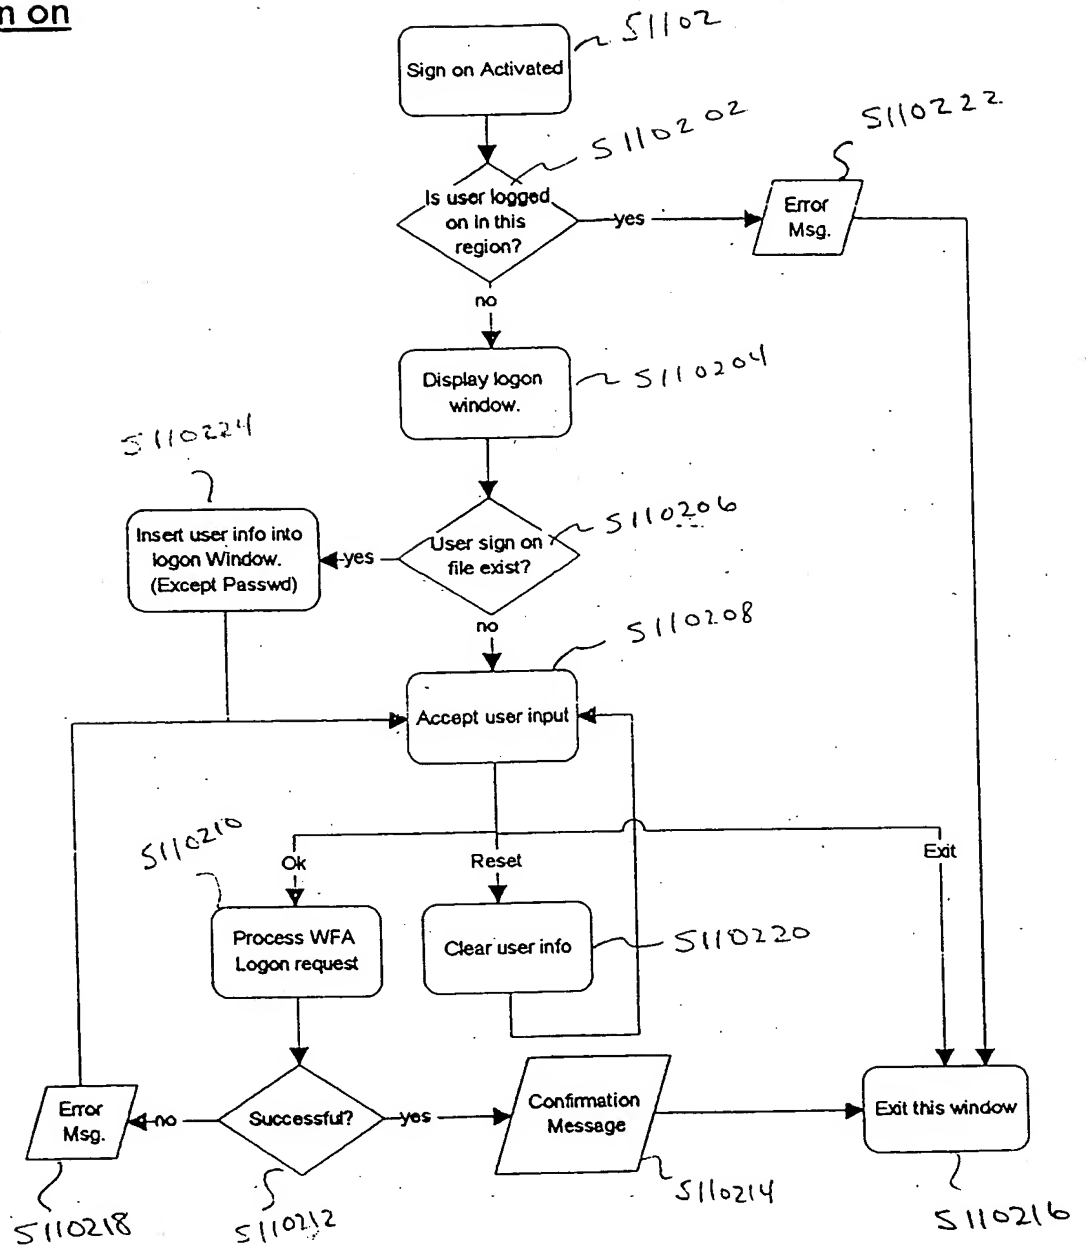 n on
S1102
Sign on Activated
S110202
S110222
Is user logged
on in this
region?
yes
Error
Msg.
no
Display logon
window.
S110204
S110224
Insert user info into
logon Window.
(Except Passwd)
yes
User sign on
file exist?
S110206
no
S110208
Accept user input
S110210
Ok
Reset
Exit
Process WFA
Logon request
Clear user info
S110220
Error
Msg.
no
Successful?
yes
Confirmation
Message
Exit this window
S110218
S110212
S110214
S110216